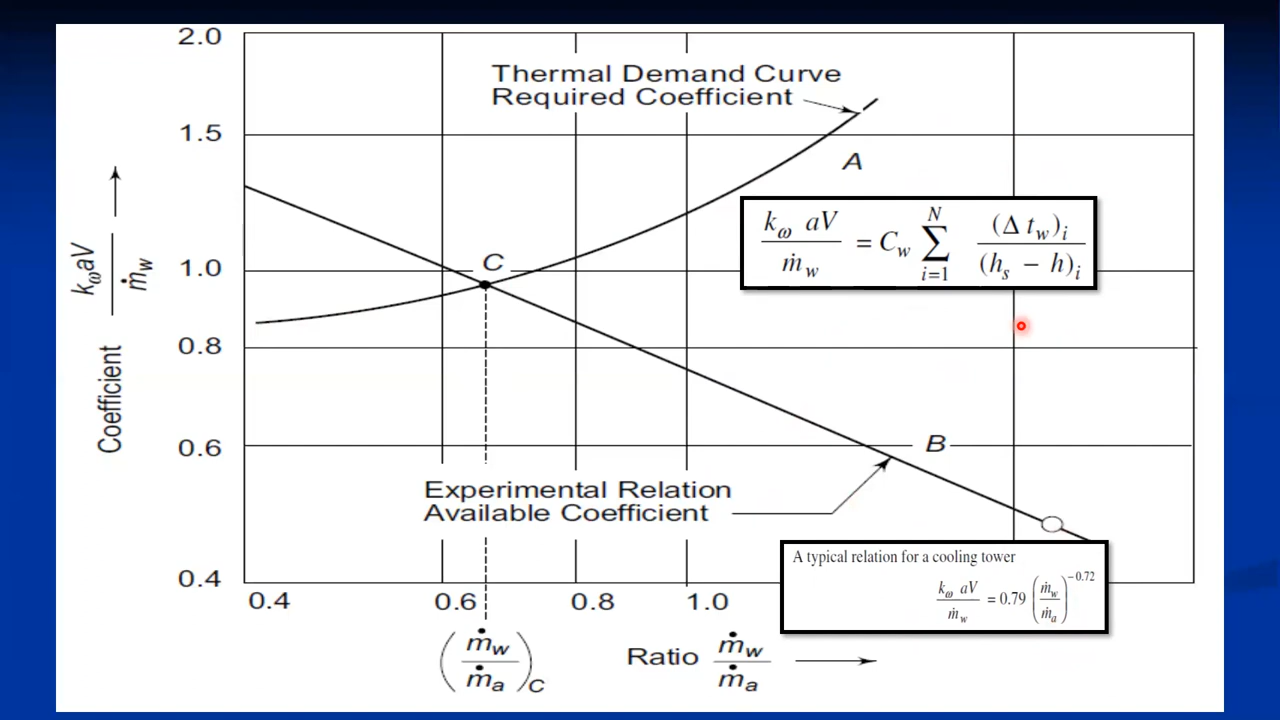 2.0
Thermal Demand Curve
Required Coefficient
1.5
A
k_ω aV / ṁ_w = C_w ∑_{i=1}^{N} (Δ t_w)_i / (h_s − h)_i
C
1.0
Coefficient k_ω aV / ṁ_w
0.8
0.6
B
Experimental Relation
Available Coefficient
A typical relation for a cooling tower
k_ω aV / ṁ_w = 0.79 (ṁ_w / ṁ_a)^{−0.72}
0.4
0.4 0.6 0.8 1.0
(ṁ_w / ṁ_a)_C
Ratio ṁ_w / ṁ_a